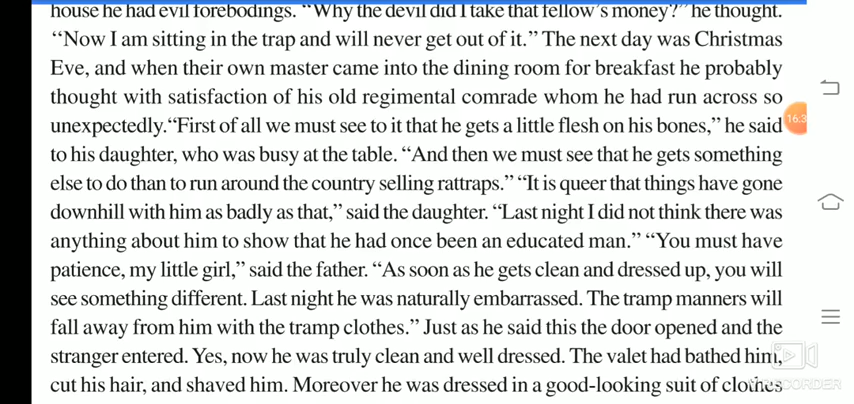 house he had evil forebodings. “Why the devil did I take that fellow’s money?” he thought.
“Now I am sitting in the trap and will never get out of it.” The next day was Christmas
Eve, and when their own master came into the dining room for breakfast he probably
thought with satisfaction of his old regimental comrade whom he had run across so
unexpectedly.“First of all we must see to it that he gets a little flesh on his bones,” he said
to his daughter, who was busy at the table. “And then we must see that he gets something
else to do than to run around the country selling rattraps.” “It is queer that things have gone
downhill with him as badly as that,” said the daughter. “Last night I did not think there was
anything about him to show that he had once been an educated man.” “You must have
patience, my little girl,” said the father. “As soon as he gets clean and dressed up, you will
see something different. Last night he was naturally embarrassed. The tramp manners will
fall away from him with the tramp clothes.” Just as he said this the door opened and the
stranger entered. Yes, now he was truly clean and well dressed. The valet had bathed him,
cut his hair, and shaved him. Moreover he was dressed in a good-looking suit of clothes
16:3